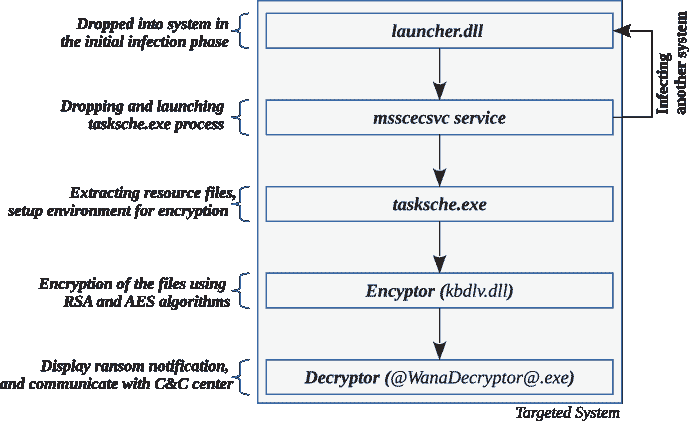 Dropped into system in
the initial infection phase
launcher.dll
Infecting
another system
Dropping and launching
tasksche.exe process
msscecsvc service
Extracting resource files,
setup environment for encryption
tasksche.exe
Encryption of the files using
RSA and AES algorithms
Encyptor (kbdlv.dll)
Display ransom notification,
and communicate with C&C center
Decryptor (@WanaDecryptor@.exe)
Targeted System